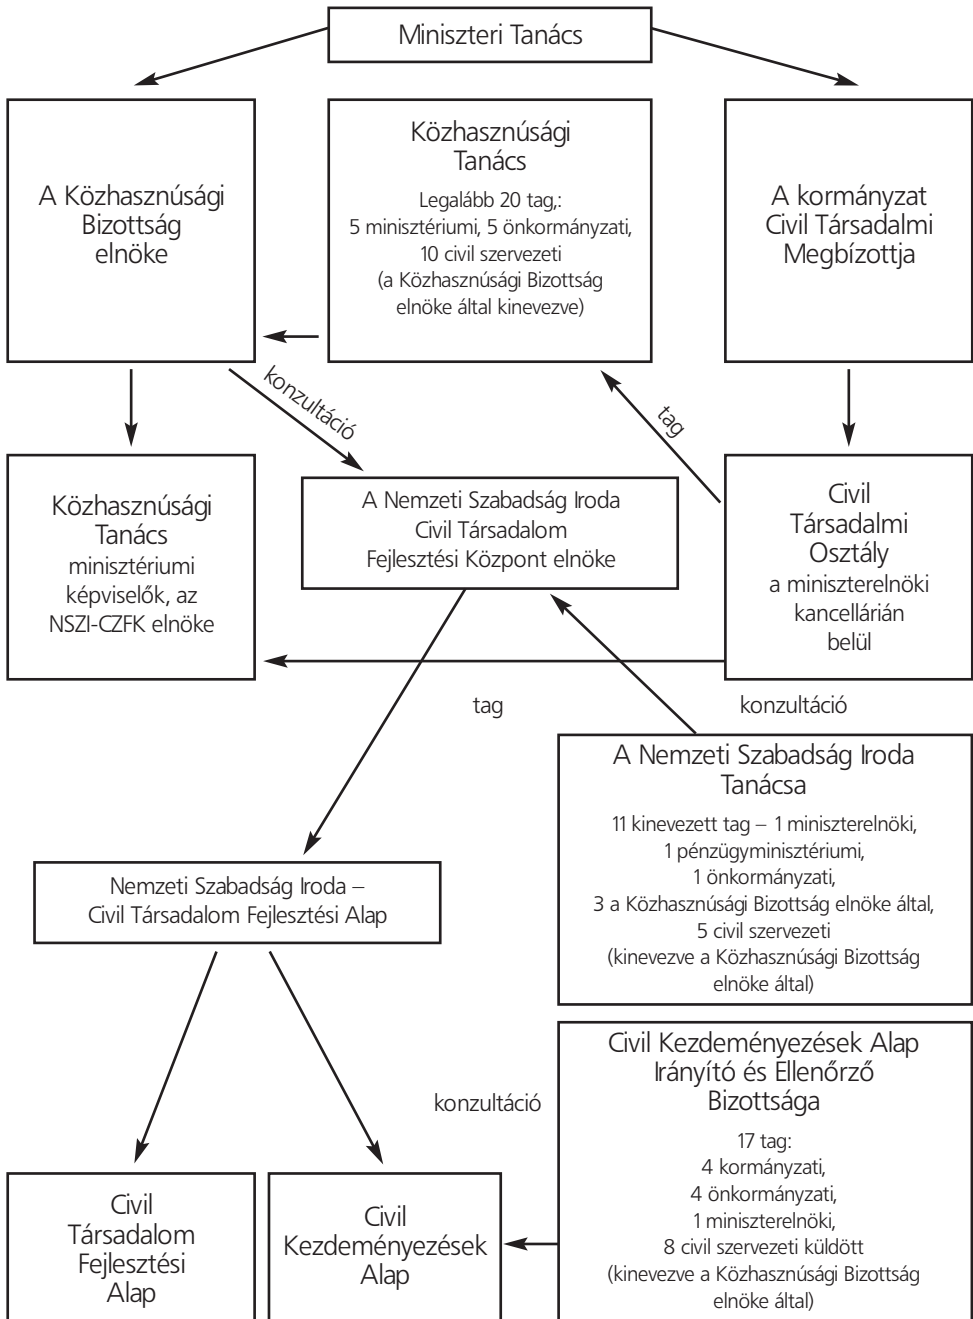 Miniszteri Tanács
A Közhasznúsági
Bizottság
elnöke
Közhasznúsági
Tanács
Legalább 20 tag,:
5 minisztériumi, 5 önkormányzati,
10 civil szervezeti
(a Közhasznúsági Bizottság
elnöke által kinevezve)
A kormányzat
Civil Társadalmi
Megbízottja
konzultáció
tag
Közhasznúsági
Tanács
minisztériumi
képviselők, az
NSZI-CZFK elnöke
A Nemzeti Szabadság Iroda
Civil Társadalom
Fejlesztési Központ elnöke
Civil
Társadalmi
Osztály
a miniszterelnöki
kancellárián
belül
tag
konzultáció
A Nemzeti Szabadság Iroda
Tanácsa
11 kinevezett tag – 1 miniszterelnöki,
1 pénzügyminisztériumi,
1 önkormányzati,
3 a Közhasznúsági Bizottság elnöke által,
5 civil szervezeti
(kinevezve a Közhasznúsági Bizottság
elnöke által)
Nemzeti Szabadság Iroda –
Civil Társadalom Fejlesztési Alap
konzultáció
Civil Kezdeményezések Alap
Irányító és Ellenőrző
Bizottsága
17 tag:
4 kormányzati,
4 önkormányzati,
1 miniszterelnöki,
8 civil szervezeti küldött
(kinevezve a Közhasznúsági Bizottság
elnöke által)
Civil
Társadalom
Fejlesztési
Alap
Civil
Kezdeményezések
Alap